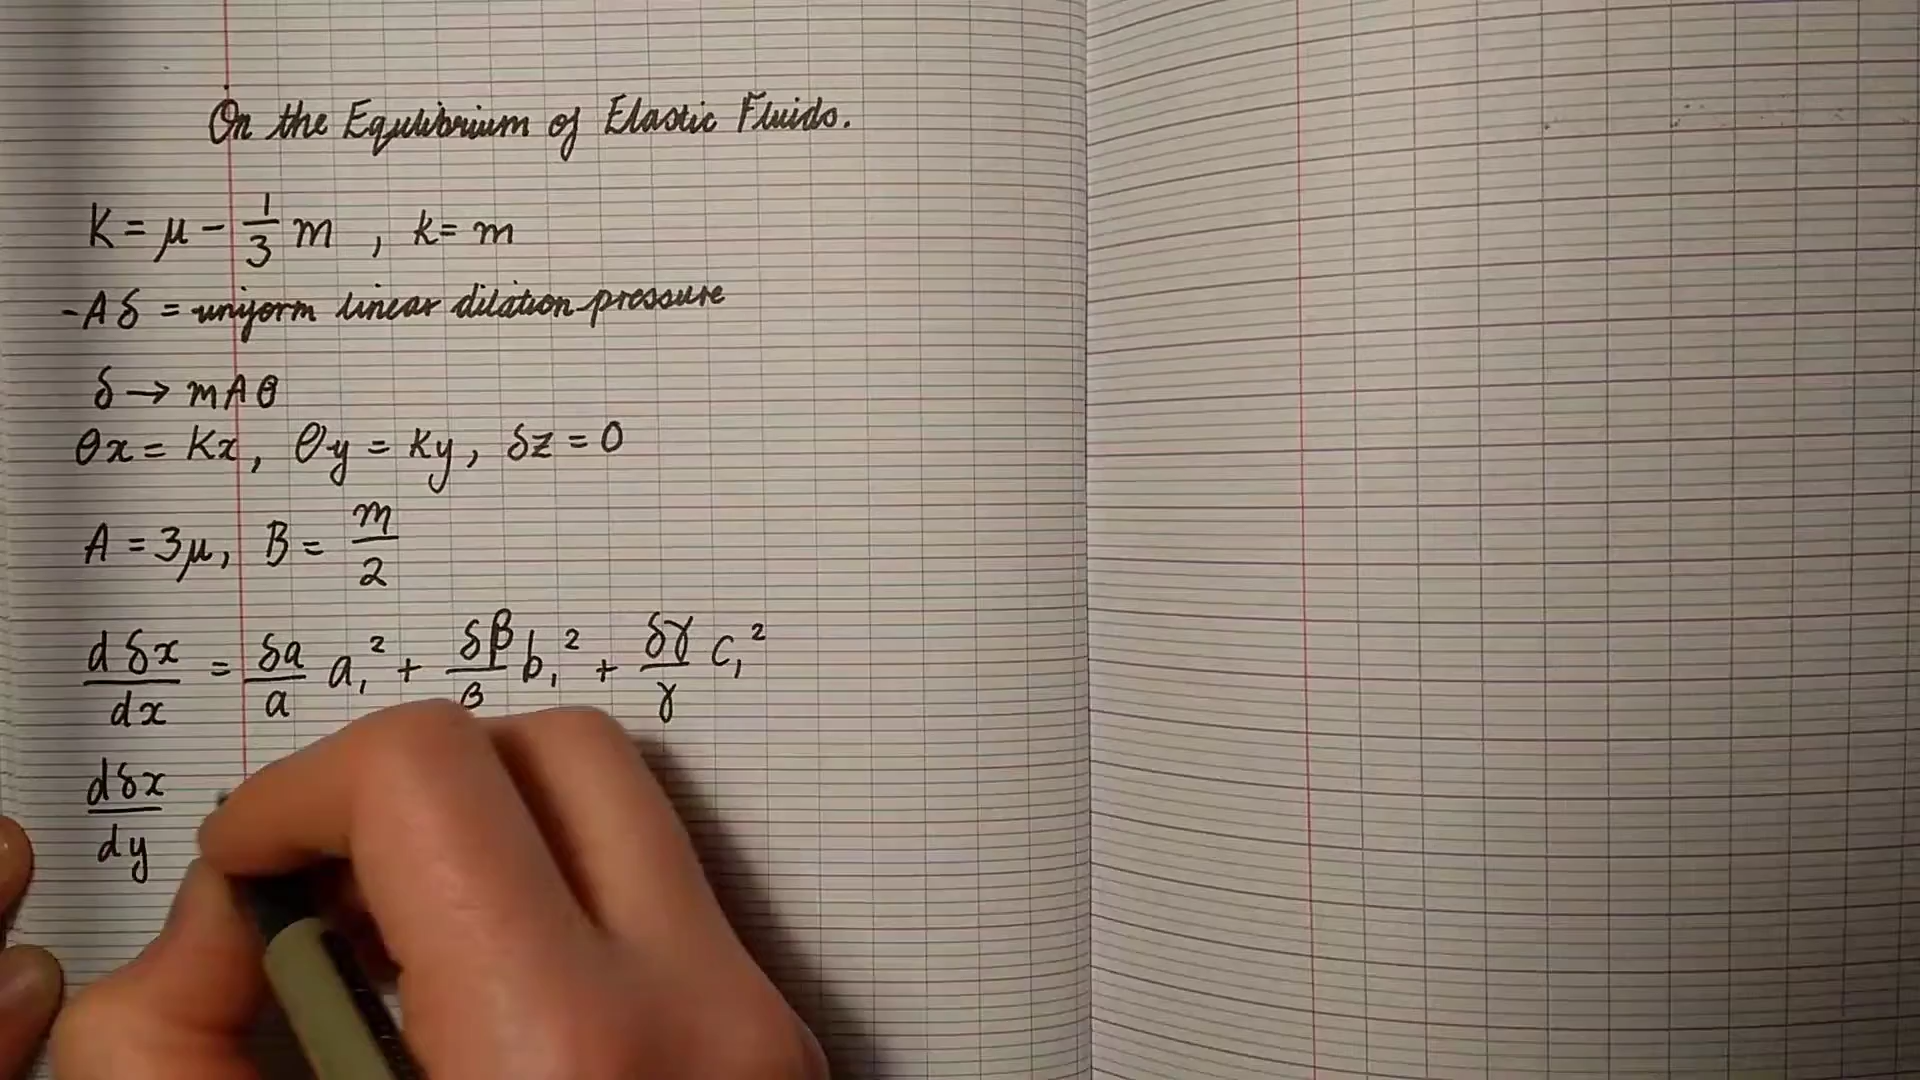 On the Equilibrium of Elastic Fluids.
K = μ - 1/3 m , k = m
-Aδ = uniform linear dilation pressure
δ → mAθ
θx = Kx, θy = Ky, δz = 0
A = 3μ, B = m/2
dδx/dx = δa/a a₁² + δβ/β b₁² + δγ/γ c₁²
dδx/dy